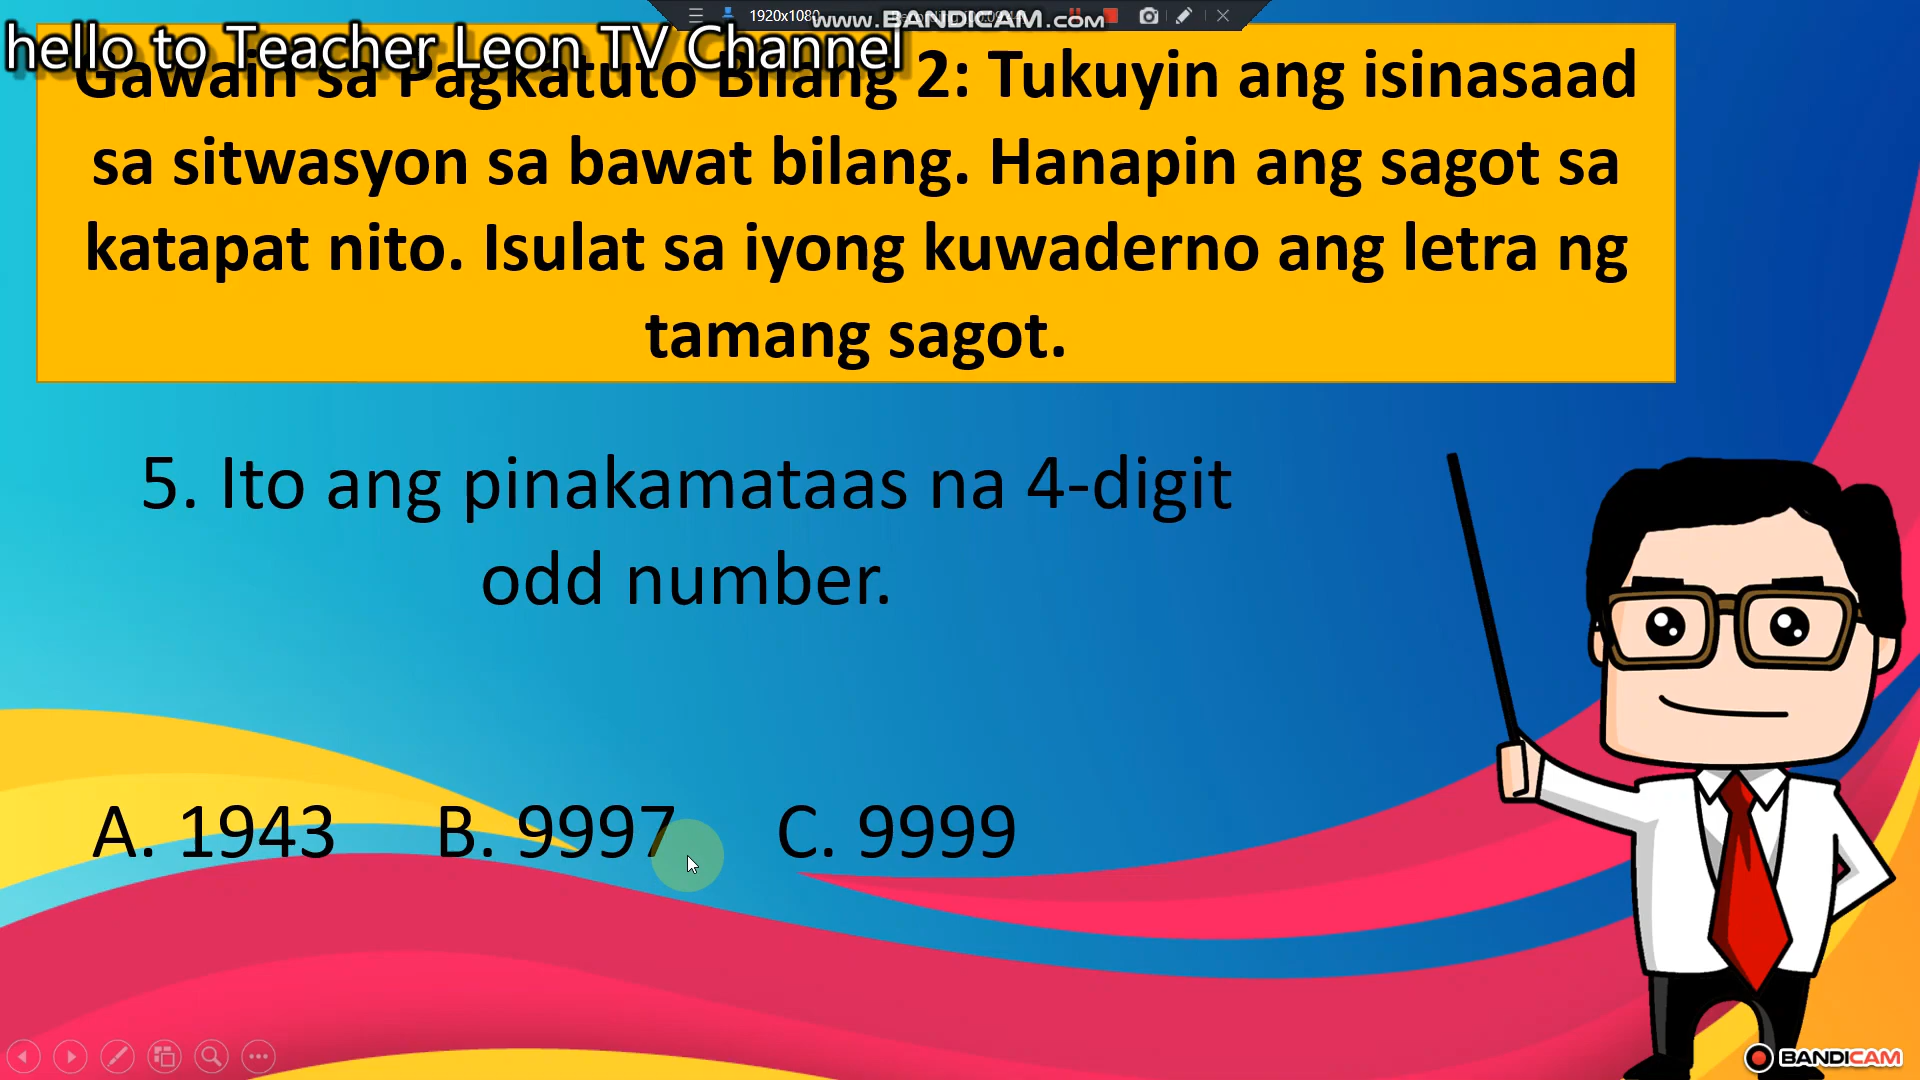 1920x1080
www.BANDICAM.com
hello to Teacher Leon TV Channel
Gawain sa Pagkatuto Bilang 2: Tukuyin ang isinasaad
sa sitwasyon sa bawat bilang. Hanapin ang sagot sa
katapat nito. Isulat sa iyong kuwaderno ang letra ng
tamang sagot.
5. Ito ang pinakamataas na 4-digit
odd number.
A. 1943 B. 9997 C. 9999
BANDICAM